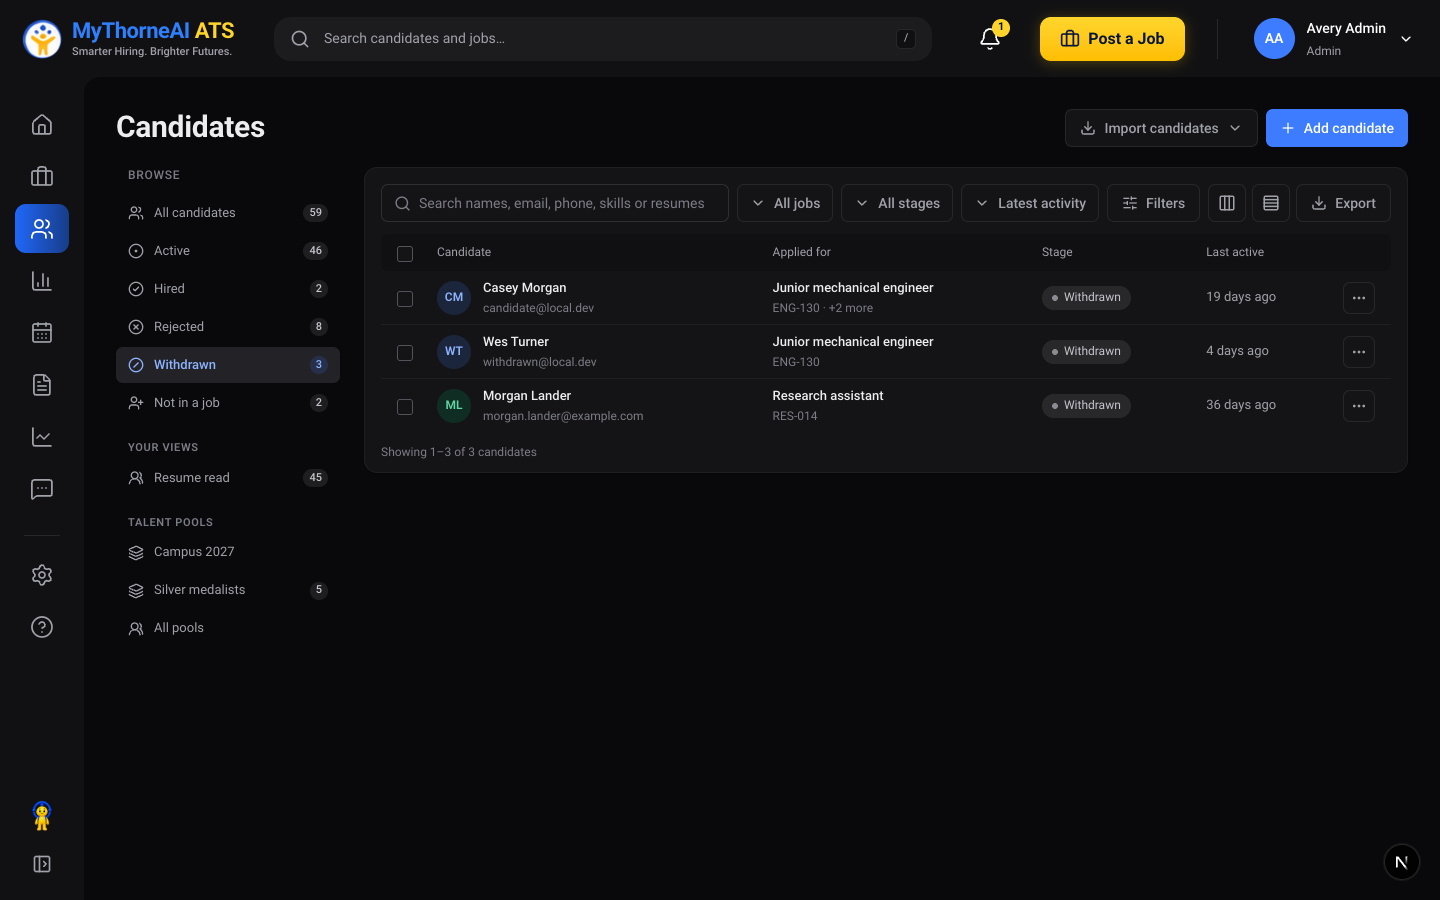 MyThorneAI ATS
Smarter Hiring. Brighter Futures.
Search candidates and jobs...
/
1
Post a Job
AA
Avery Admin
Admin
Candidates
Import candidates
Add candidate
BROWSE
All candidates 59
Active 46
Hired 2
Rejected 8
Withdrawn 3
Not in a job 2
YOUR VIEWS
Resume read 45
TALENT POOLS
Campus 2027
Silver medalists 5
All pools
Search names, email, phone, skills or resumes
All jobs
All stages
Latest activity
Filters
Export
Candidate Applied for Stage Last active
CM Casey Morgan Junior mechanical engineer Withdrawn 19 days ago
candidate@local.dev ENG-130 · +2 more
WT Wes Turner Junior mechanical engineer Withdrawn 4 days ago
withdrawn@local.dev ENG-130
ML Morgan Lander Research assistant Withdrawn 36 days ago
morgan.lander@example.com RES-014
Showing 1–3 of 3 candidates
N